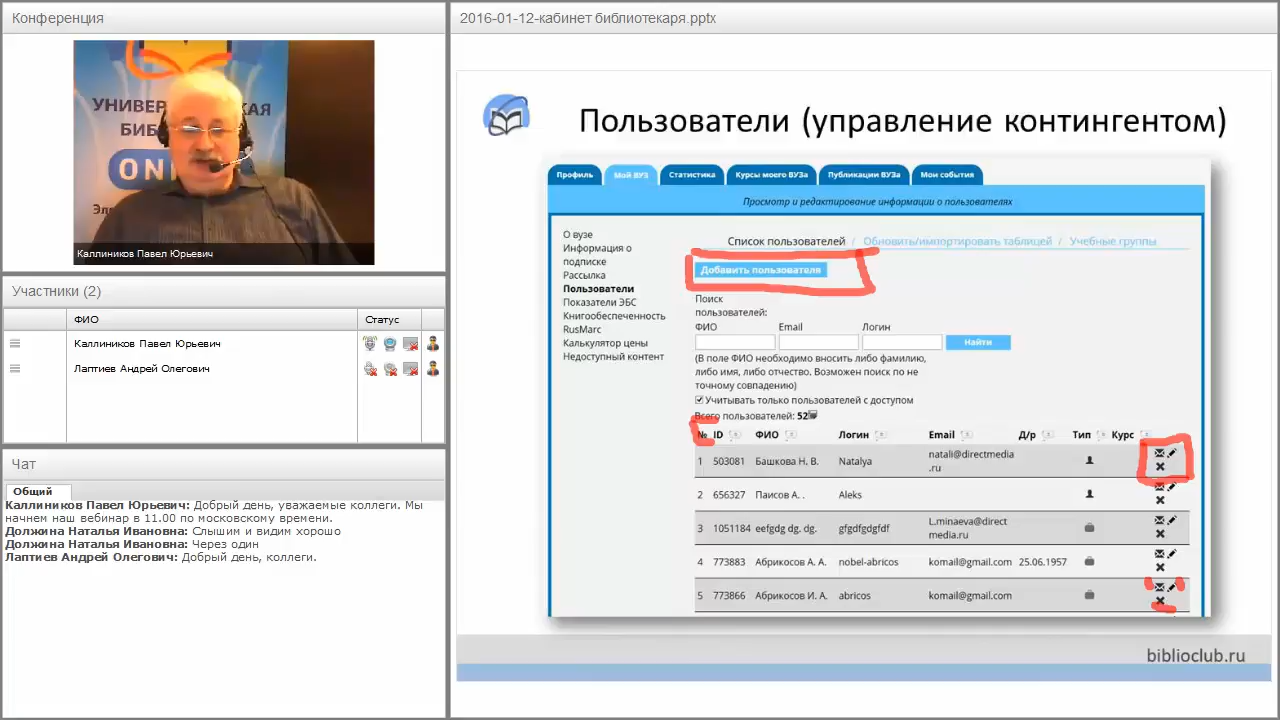 Конференция
УНИВЕР КАЯ
БИБ
ON
Эл
Каллиников Павел Юрьевич
Участники (2)
ФИО Статус
Каллиников Павел Юрьевич
Лаптиев Андрей Олегович
Чат
Общий
Каллиников Павел Юрьевич: Добрый день, уважаемые коллеги. Мы
начнем наш вебинар в 11.00 по московскому времени.
Должина Наталья Ивановна: Слышим и видим хорошо
Должина Наталья Ивановна: Через один
Лаптиев Андрей Олегович: Добрый день, коллеги.
2016-01-12-кабинет библиотекаря.pptx
Пользователи (управление контингентом)
Профиль Мой ВУЗ Статистика Курсы моего ВУЗа Публикации ВУЗа Мои события
Просмотр и редактирование информации о пользователях
О вузе
Информация о
подписке
Рассылка
Пользователи
Показатели ЭБС
Книгообеспеченность
RusMarc
Калькулятор цены
Недоступный контент
Список пользователей / Обновить/импортировать таблицей / Учебные группы
Добавить пользователя
Поиск
пользователей:
ФИО Email Логин
Найти
(В поле ФИО необходимо вносить либо фамилию,
либо имя, либо отчество. Возможен поиск по не
точному совпадению)
Учитывать только пользователей с доступом
Всего пользователей: 52
№ ID ФИО Логин Email Д/р Тип Курс
1 503081 Башкова Н. В. Natalya natali@directmedia
.ru
2 656327 Паисов А. . Aleks
3 1051184 eefgdg dg. dg. gfgdfgdgfdf L.minaeva@direct
media.ru
4 773883 Абрикосов А. А. nobel-abricos komail@gmail.com 25.06.1957
5 773866 Абрикосов И. А. abricos komail@gmail.com
biblioclub.ru